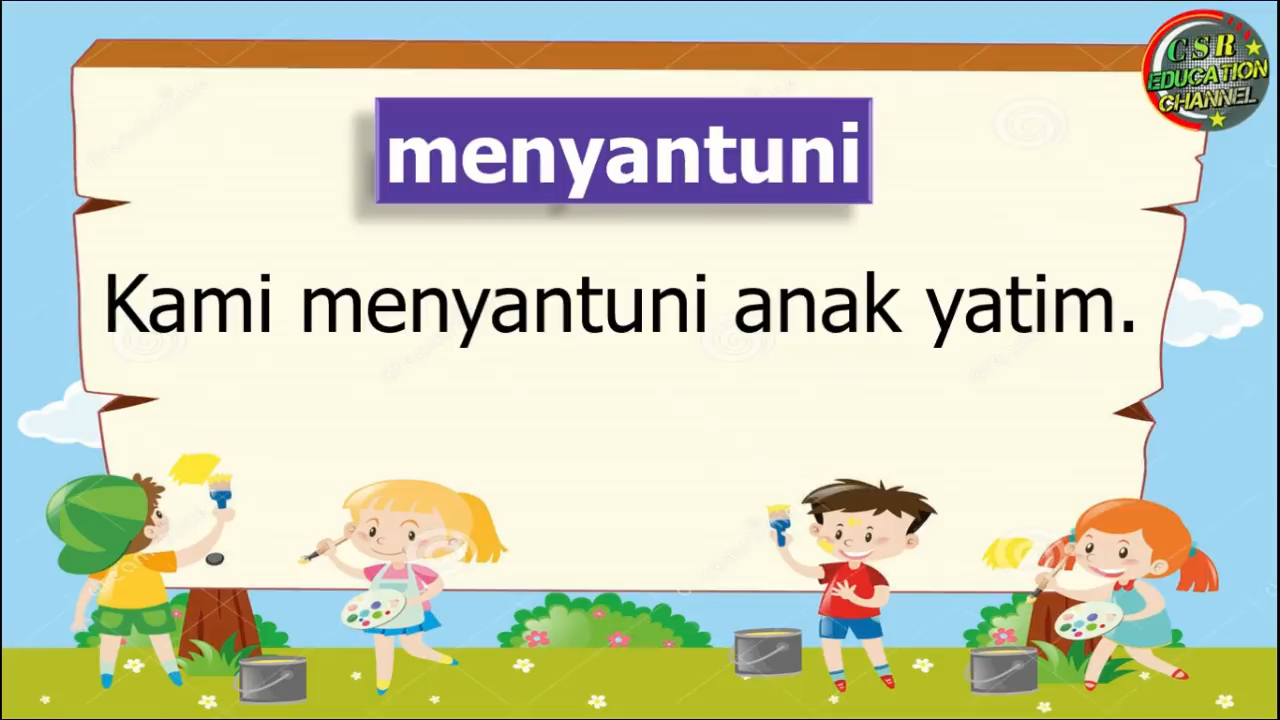 CSR
EDUCATION
CHANNEL
menyantuni
Kami menyantuni anak yatim.